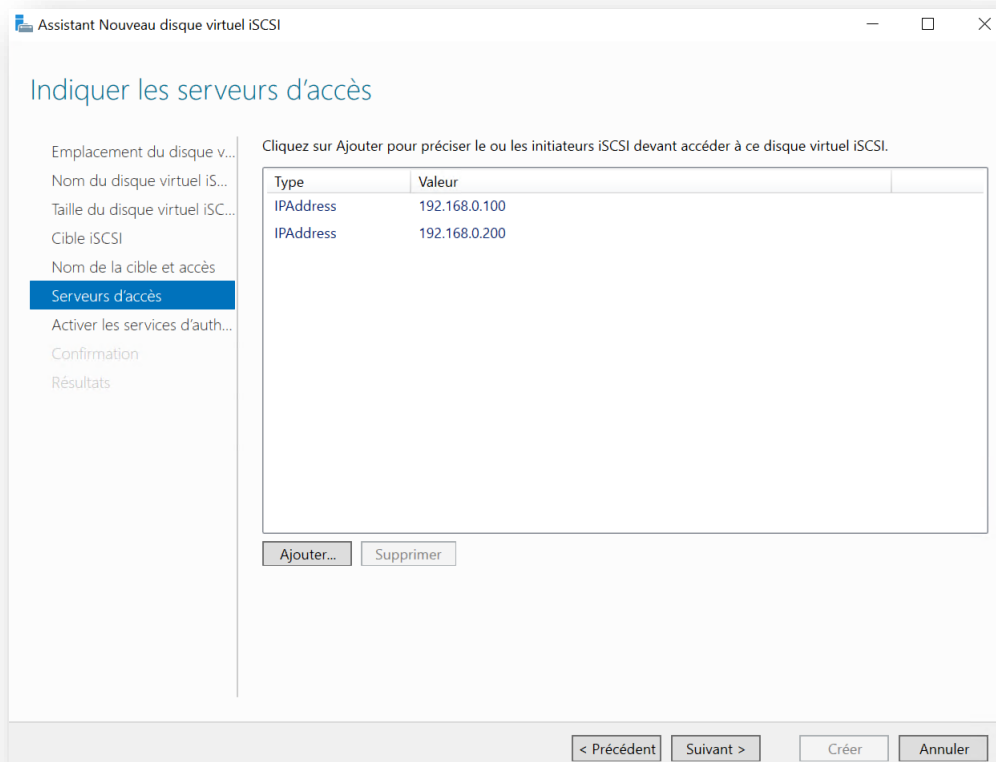 Assistant Nouveau disque virtuel iSCSI
Indiquer les serveurs d'accès
Emplacement du disque v...
Nom du disque virtuel iS...
Taille du disque virtuel iSC...
Cible iSCSI
Nom de la cible et accès
Serveurs d'accès
Activer les services d'auth...
Confirmation
Résultats
Cliquez sur Ajouter pour préciser le ou les initiateurs iSCSI devant accéder à ce disque virtuel iSCSI.
Type Valeur
IPAddress 192.168.0.100
IPAddress 192.168.0.200
Ajouter... Supprimer
< Précédent Suivant > Créer Annuler